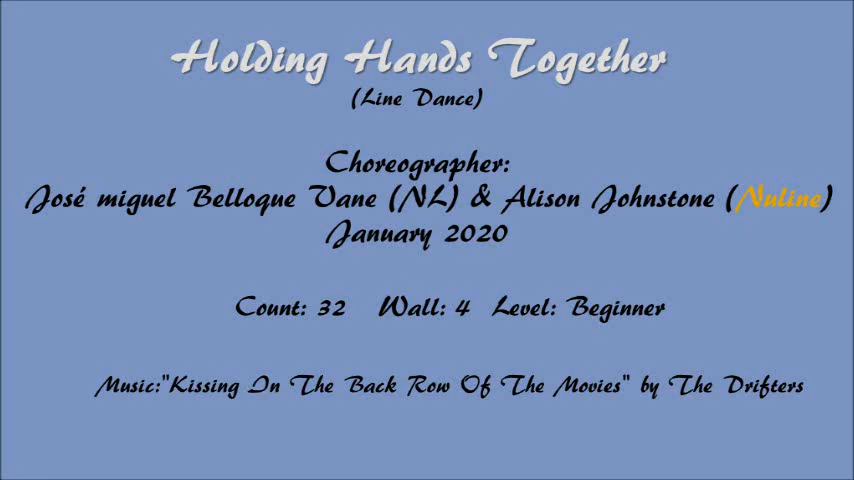 Holding Hands Together
(Line Dance)
Choreographer:
José miguel Belloque Vane (NL) & Alison Johnstone (Nuline)
January 2020
Count: 32 Wall: 4 Level: Beginner
Music:"Kissing In The Back Row Of The Movies" by The Drifters